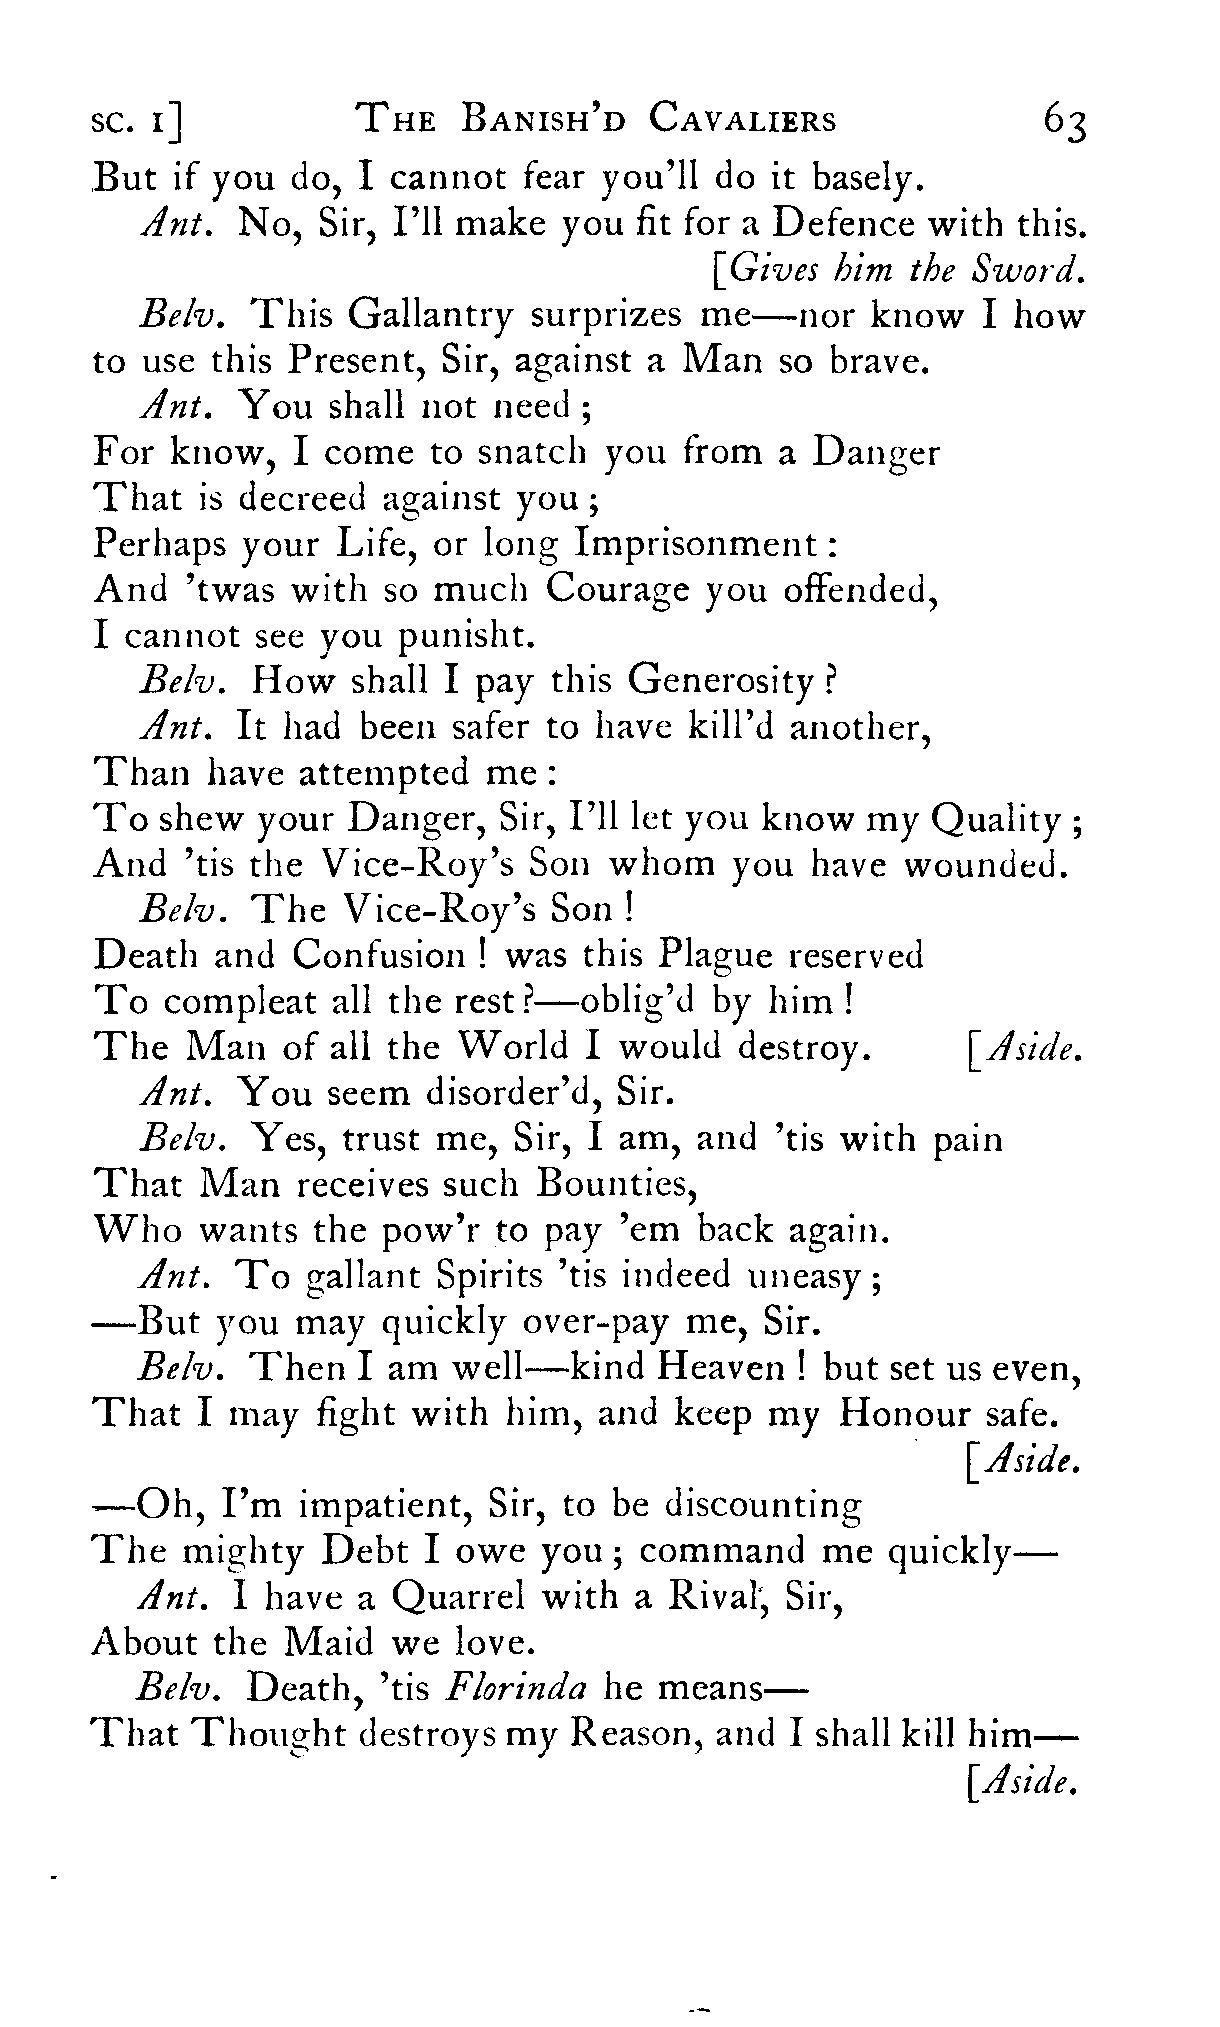 SC. I] THE BANISH'D CAVALIERS 63
But if you do, I cannot fear you'll do it basely.
Ant. No, Sir, I'll make you fit for a Defence with this.
[Gives him the Sword.
Belv. This Gallantry surprizes me—nor know I how
to use this Present, Sir, against a Man so brave.
Ant. You shall not need ;
For know, I come to snatch you from a Danger
That is decreed against you ;
Perhaps your Life, or long Imprisonment :
And 'twas with so much Courage you offended,
I cannot see you punisht.
Belv. How shall I pay this Generosity ?
Ant. It had been safer to have kill'd another,
Than have attempted me :
To shew your Danger, Sir, I'll let you know my Quality ;
And 'tis the Vice-Roy's Son whom you have wounded.
Belv. The Vice-Roy's Son !
Death and Confusion ! was this Plague reserved
To compleat all the rest ?—oblig'd by him !
The Man of all the World I would destroy. [Aside.
Ant. You seem disorder'd, Sir.
Belv. Yes, trust me, Sir, I am, and 'tis with pain
That Man receives such Bounties,
Who wants the pow'r to pay 'em back again.
Ant. To gallant Spirits 'tis indeed uneasy ;
—But you may quickly over-pay me, Sir.
Belv. Then I am well—kind Heaven ! but set us even,
That I may fight with him, and keep my Honour safe.
[Aside.
—Oh, I'm impatient, Sir, to be discounting
The mighty Debt I owe you ; command me quickly—
Ant. I have a Quarrel with a Rival, Sir,
About the Maid we love.
Belv. Death, 'tis Florinda he means—
That Thought destroys my Reason, and I shall kill him—
[Aside.